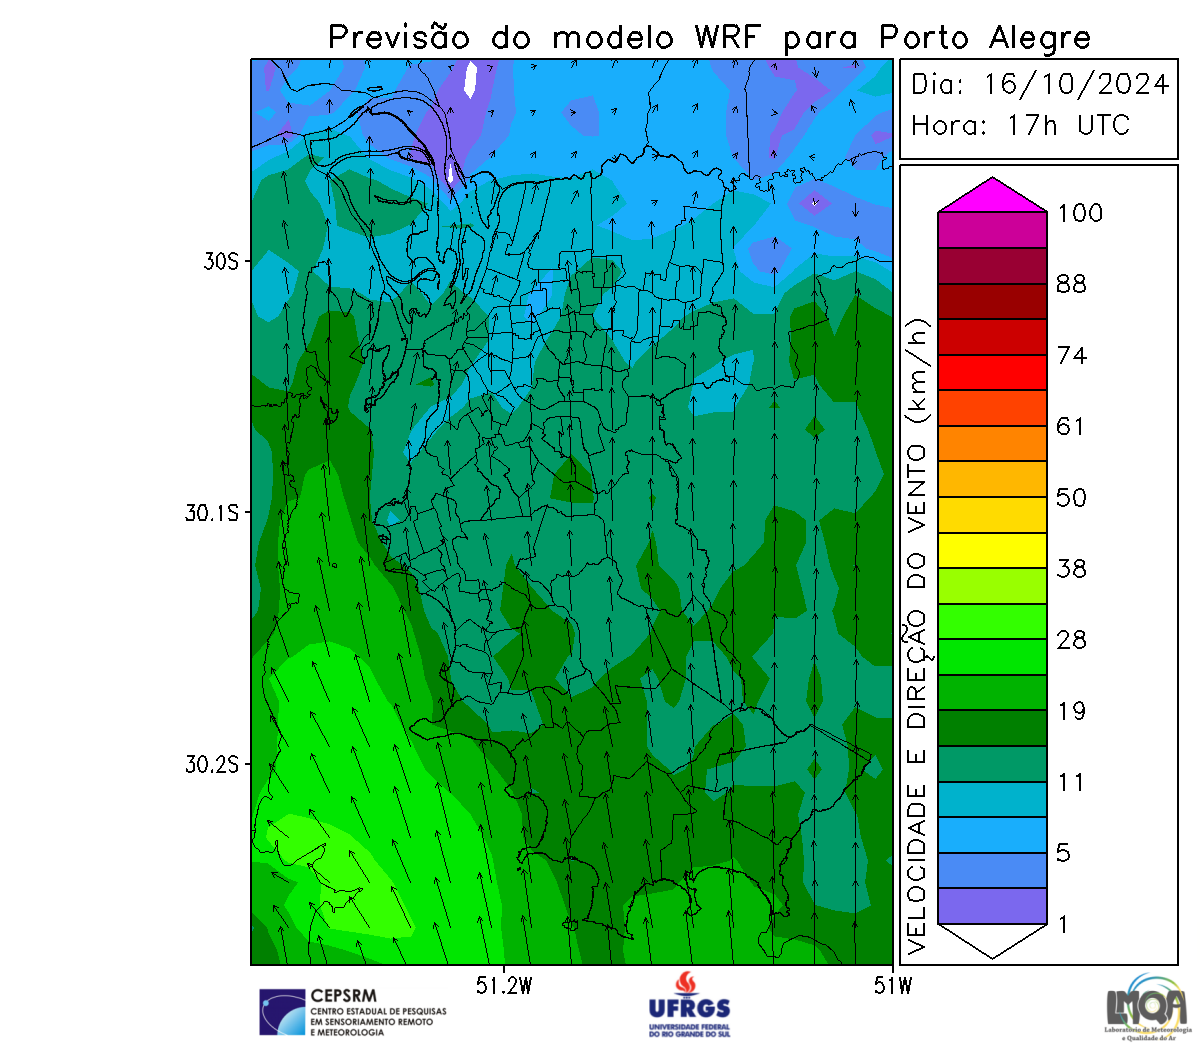 Previsão do modelo WRF para Porto Alegre
Dia: 16/10/2024
Hora: 17h UTC
30S
30.1S
30.2S
51.2W
51W
VELOCIDADE E DIREÇÃO DO VENTO (km/h)
100
88
74
61
50
38
28
19
11
5
1
CEPSRM
CENTRO ESTADUAL DE PESQUISAS
EM SENSORIAMENTO REMOTO
E METEOROLOGIA
UFRGS
UNIVERSIDADE FEDERAL
DO RIO GRANDE DO SUL
LMQA
Laboratório de Meteorologia
e Qualidade do Ar